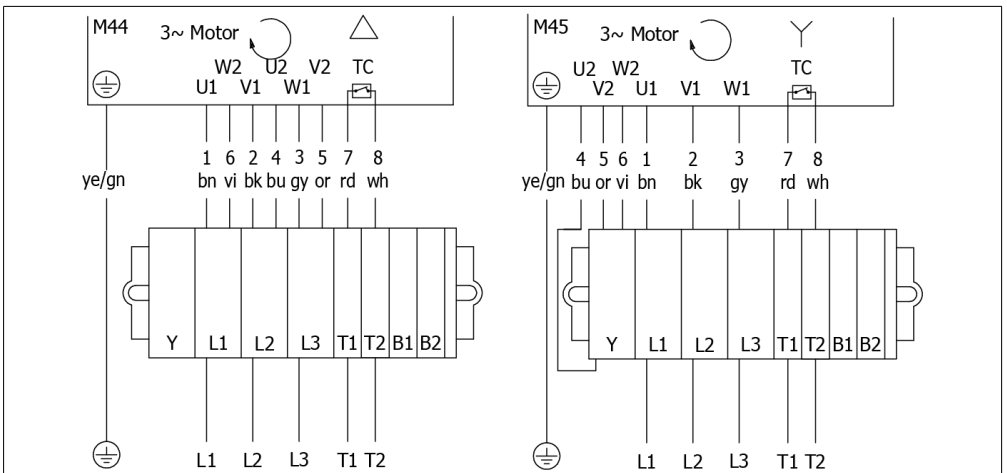 M44 3~ Motor
W2 U2 V2 TC
U1 V1 W1
1 6 2 4 3 5 7 8
ye/gn bn vi bk bu gy or rd wh
Y L1 L2 L3 T1 T2 B1 B2
L1 L2 L3 T1 T2
M45 3~ Motor
U2 W2 TC
V2 U1 V1 W1
4 5 6 1 2 3 7 8
ye/gn bu or vi bn bk gy rd wh
Y L1 L2 L3 T1 T2 B1 B2
L1 L2 L3 T1 T2